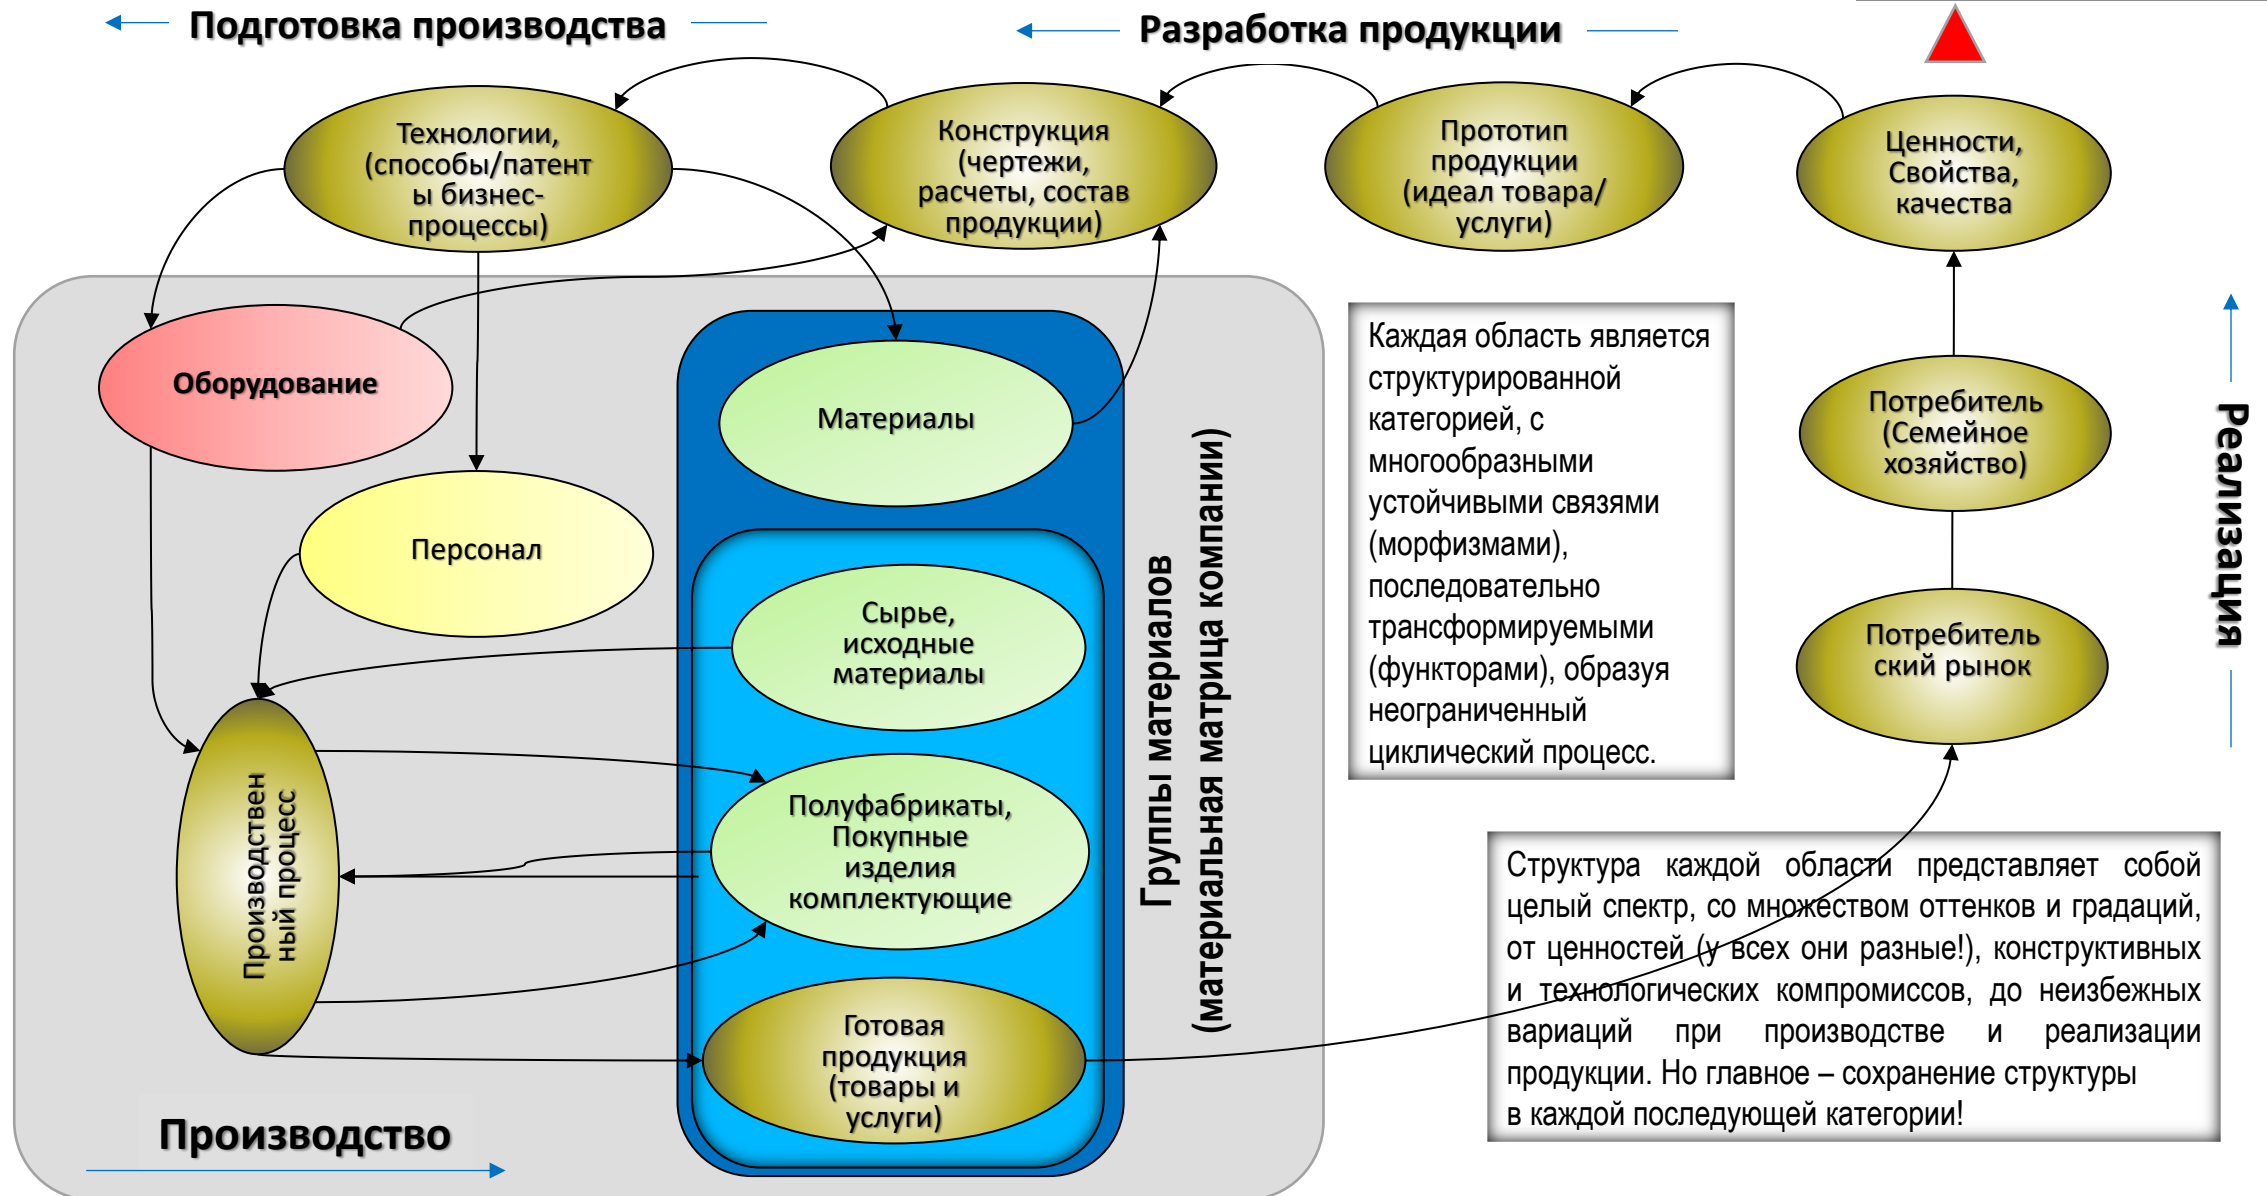 Подготовка производства
Разработка продукции
Технологии,
(способы/патент
ы бизнес-
процессы)
Конструкция
(чертежи,
расчеты, состав
продукции)
Прототип
продукции
(идеал товара/
услуги)
Ценности,
Свойства,
качества
Оборудование
Персонал
Материалы
Сырье,
исходные
материалы
Полуфабрикаты,
Покупные
изделия
комплектующие
Готовая
продукция
(товары и
услуги)
Производствен
ный процесс
Производство
Группы материалов
(материальная матрица компании)
Каждая область является
структурированной
категорией, с
многообразными
устойчивыми связями
(морфизмами),
последовательно
трансформируемыми
(функторами), образуя
неограниченный
циклический процесс.
Потребитель
(Семейное
хозяйство)
Потребитель
ский рынок
Реализация
Структура каждой области представляет собой
целый спектр, со множеством оттенков и градаций,
от ценностей (у всех они разные!), конструктивных
и технологических компромиссов, до неизбежных
вариаций при производстве и реализации
продукции. Но главное – сохранение структуры
в каждой последующей категории!